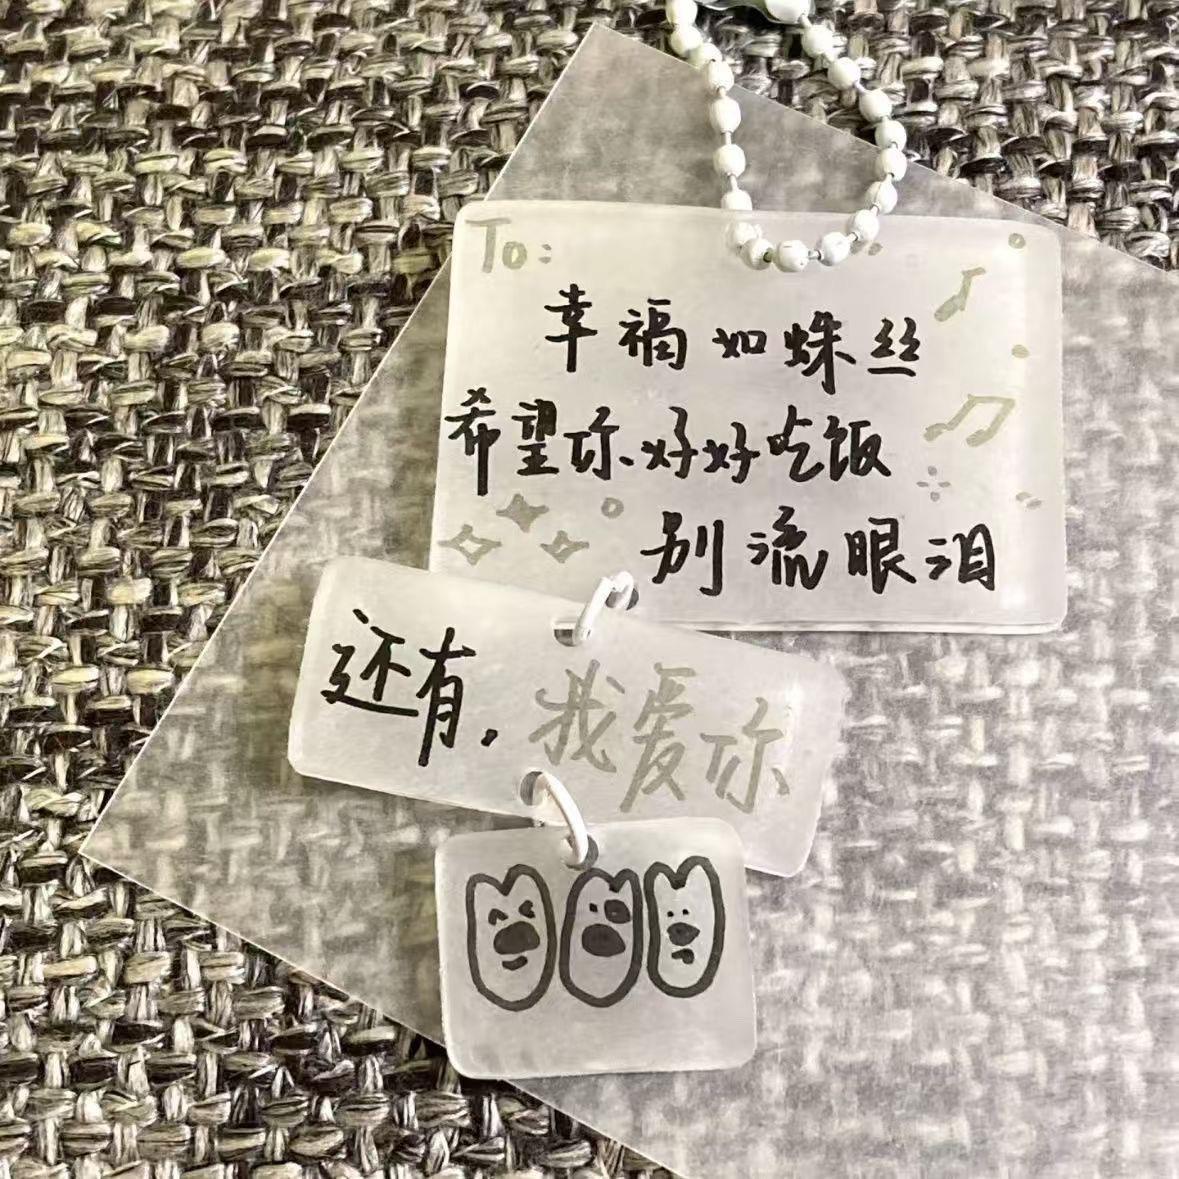 To:
幸福如蛛丝
希望你好好吃饭
别流眼泪
还有,我爱你